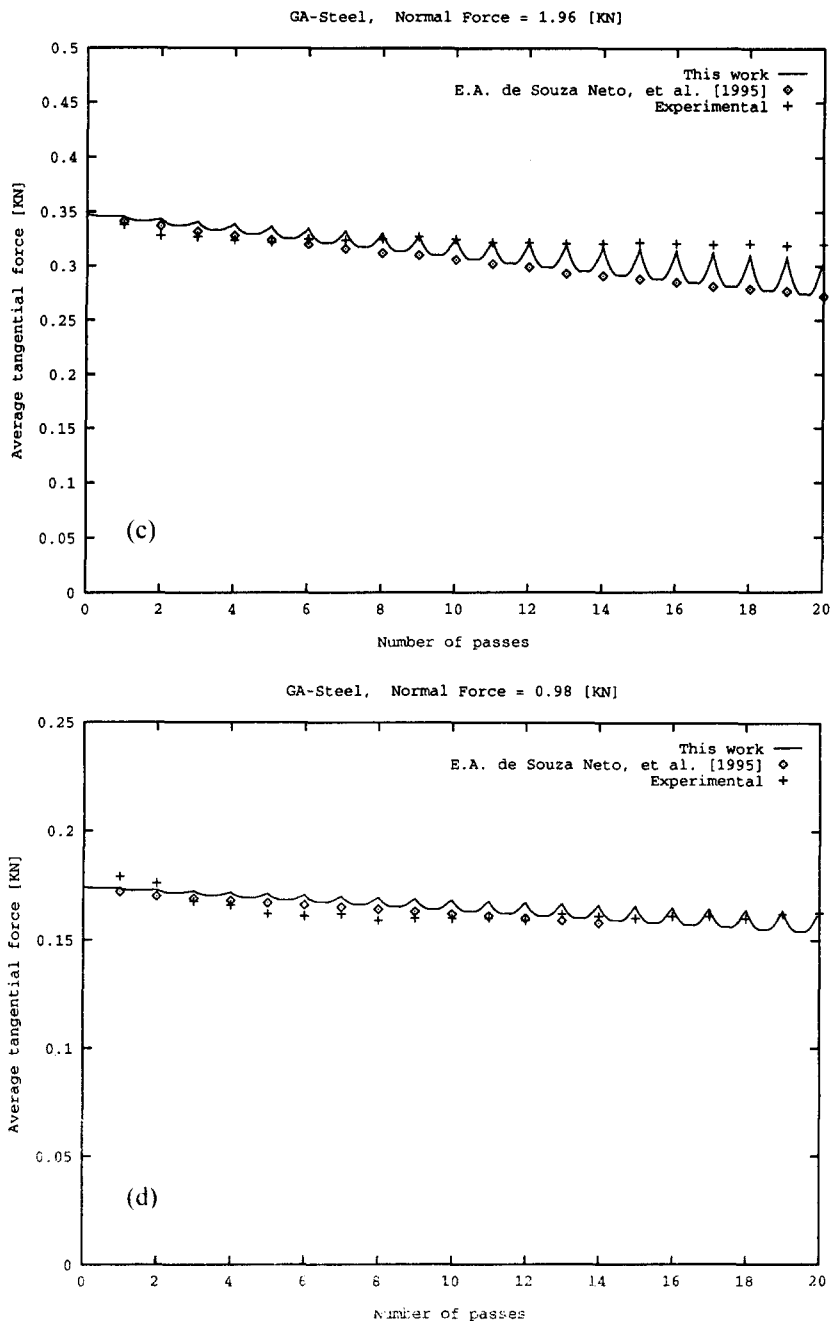 GA-Steel, Normal Force = 1.96 [KN]
0.5
0.45
0.4
0.35
0.3
0.25
0.2
0.15
0.1
0.05
0
Average tangential force [KN]
This work
E.A. de Souza Neto, et al. [1995]
Experimental
(c)
0 2 4 6 8 10 12 14 16 18 20
Number of passes
GA-Steel, Normal Force = 0.98 [KN]
0.25
0.2
0.15
0.1
0.05
0
Average tangential force [KN]
This work
E.A. de Souza Neto, et al. [1995]
Experimental
(d)
0 2 4 6 8 10 12 14 16 18 20
Number of passes